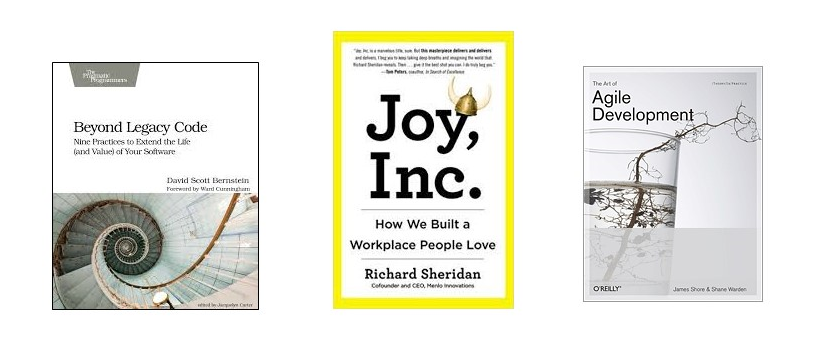 The
Pragmatic
Programmers
Beyond Legacy Code
Nine Practices to Extend the Life
(and Value) of Your Software
David Scott Bernstein
Foreword by Ward Cunningham
edited by Jacquelyn Carter
"Joy, Inc. is a marvelous title, sure. But this masterpiece delivers and delivers
and delivers, I beg you to keep taking deep breaths and imagining the world that
Richard Sheridan reveals. Then . . . give it the best shot you can. I do truly beg you."
—Tom Peters, coauthor, In Search of Excellence
Joy,
Inc.
How We Built a
Workplace People Love
Richard Sheridan
Cofounder and CEO, Menlo Innovations
The Art of
Agile
Development
O'REILLY®
James Shore & Shane Warden